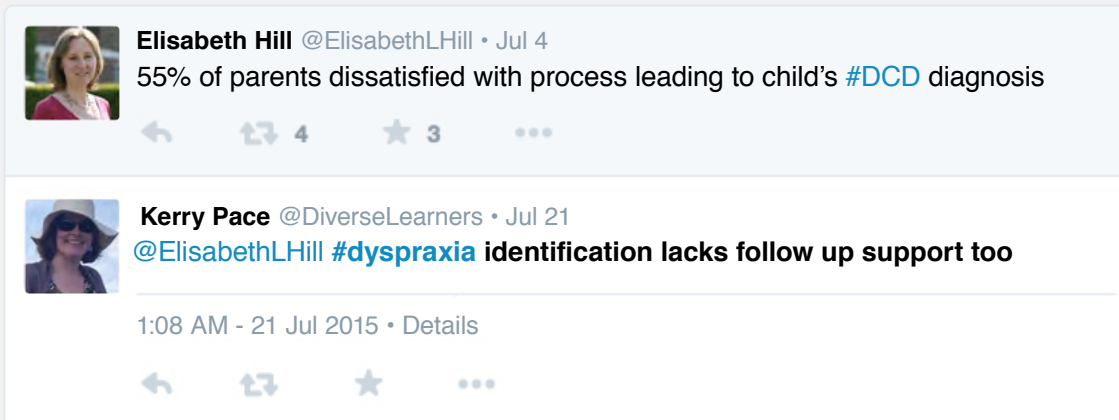 Elisabeth Hill @ElisabethLHill • Jul 4
55% of parents dissatisfied with process leading to child’s #DCD diagnosis
4 3
Kerry Pace @DiverseLearners • Jul 21
@ElisabethLHill #dyspraxia identification lacks follow up support too
1:08 AM - 21 Jul 2015 • Details